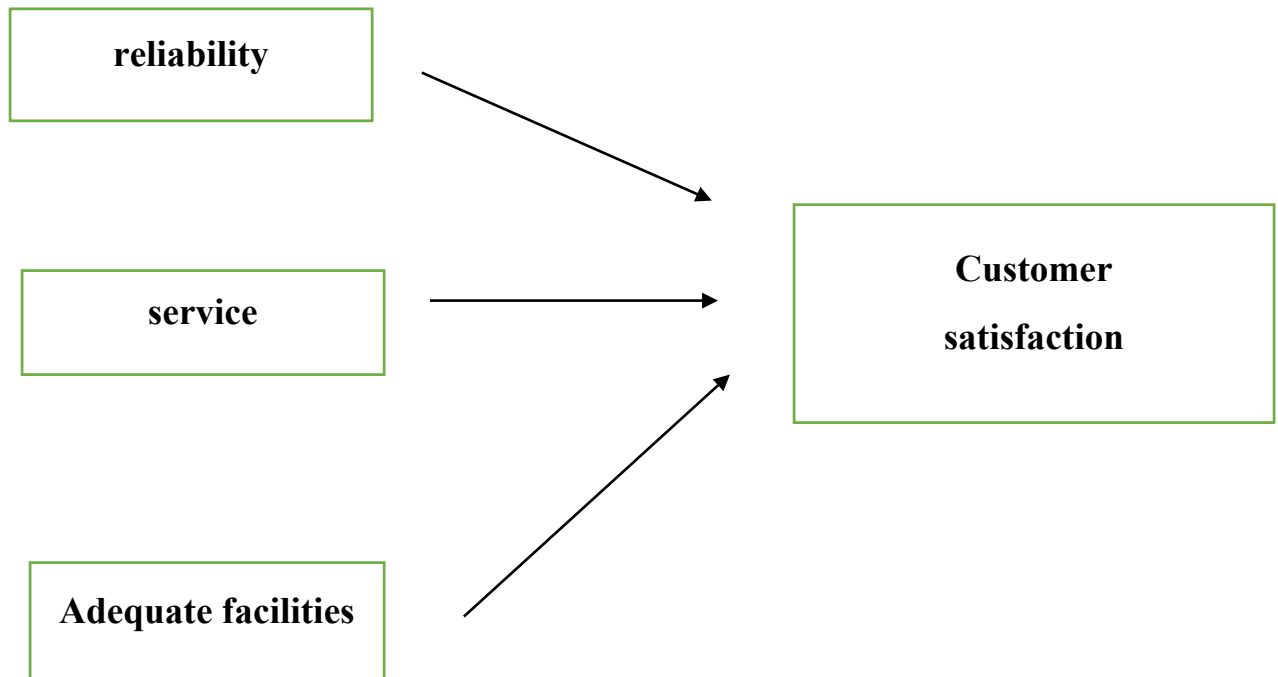 reliability
service
Adequate facilities
Customer
satisfaction